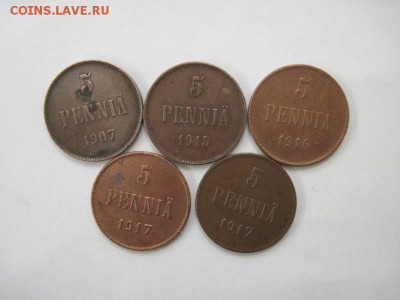 COINS.LAVE.RU
5
PENNIÄ
1907
5
PENNIÄ
1913
5
PENNIÄ
1916
5
PENNIÄ
1917
5
PENNIÄ
1917